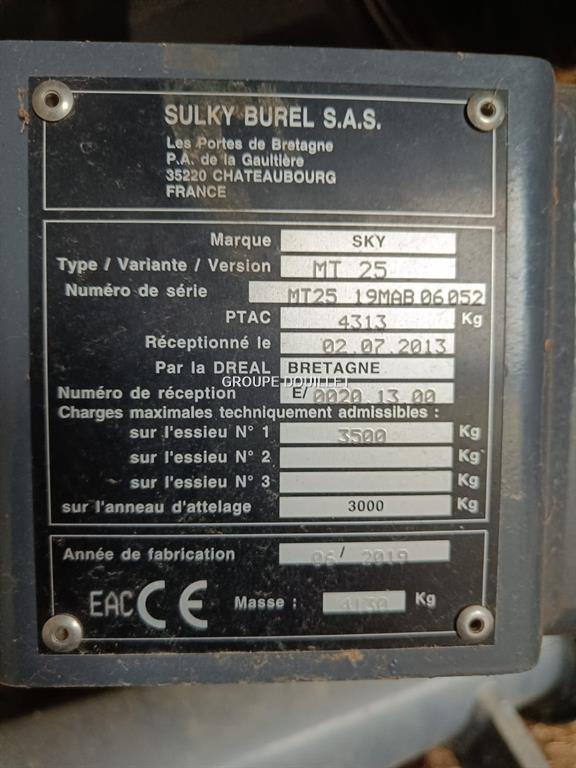 SULKY BUREL S.A.S.
Les Portes de Bretagne
P.A. de la Gaultière
35220 CHATEAUBOURG
FRANCE
Marque SKY
Type / Variante / Version MT 25
Numéro de série MT25 19MAB 06052
PTAC 4313 Kg
Réceptionné le 02.07.2013
Par la DREAL BRETAGNE
GROUPE DOUILLET
Numéro de réception E/ 0020.13.00
Charges maximales techniquement admissibles :
sur l'essieu N° 1 3500 Kg
sur l'essieu N° 2 Kg
sur l'essieu N° 3 Kg
sur l'anneau d'attelage 3000 Kg
Année de fabrication 06/ 2019
EAC CE Masse : 4130 Kg